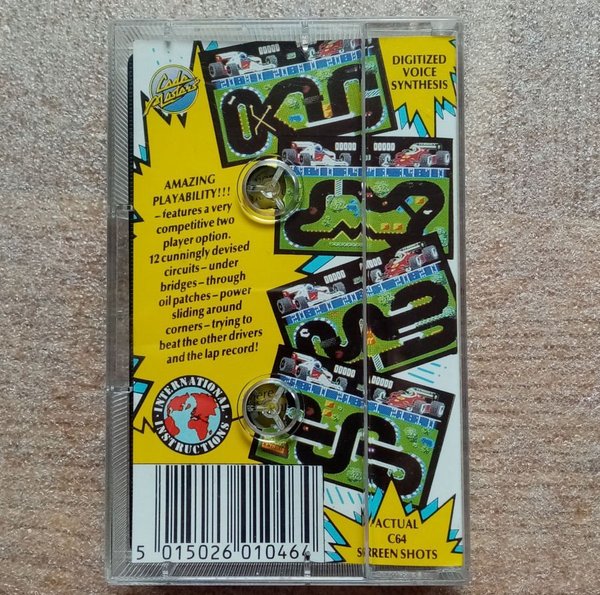 Code
Masters
DIGITIZED
VOICE
SYNTHESIS
AMAZING
PLAYABILITY!!!
– features a very
competitive two
player option.
12 cunningly devised
circuits – under
bridges – through
oil patches – power
sliding around
corners – trying to
beat the other drivers
and the lap record!
INTERNATIONAL
INSTRUCTIONS
5 015026 010464
ACTUAL
C64
SCREEN SHOTS